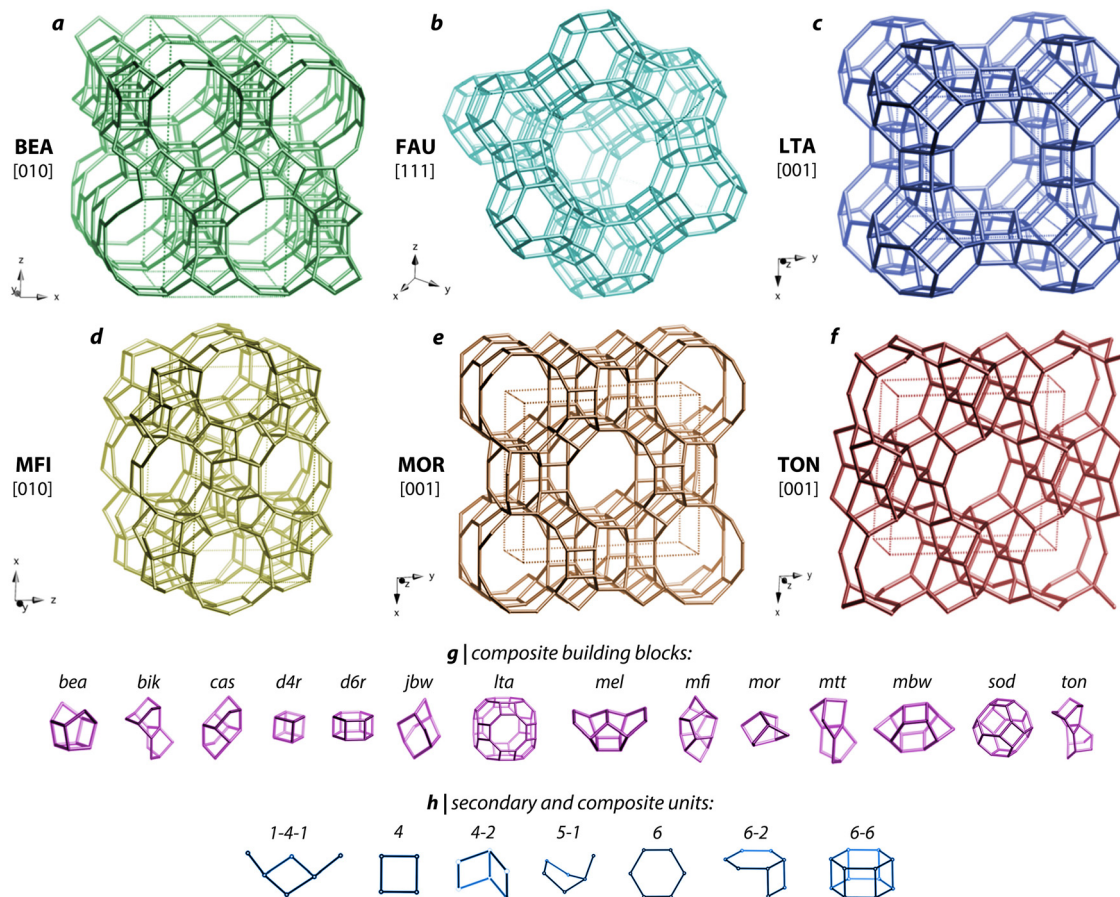 a
b
c
BEA
[010]
FAU
[111]
LTA
[001]
z
y
x
z
x
y
z
y
x
d
e
f
MFI
[010]
MOR
[001]
TON
[001]
x
y
z
z
y
x
z
y
x
g | composite building blocks:
bea bik cas d4r d6r jbw lta mel mfi mor mtt mbw sod ton
h | secondary and composite units:
1-4-1 4 4-2 5-1 6 6-2 6-6